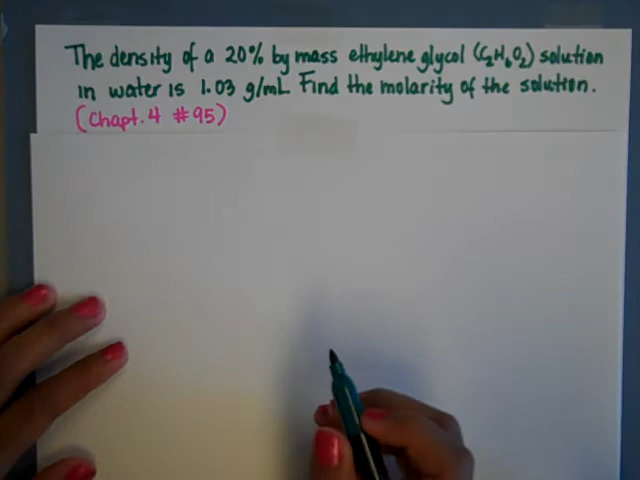 The density of a 20% by mass ethylene glycol (C₂H₆O₂) solution
in water is 1.03 g/mL. Find the molarity of the solution.
(Chapt. 4 #95)